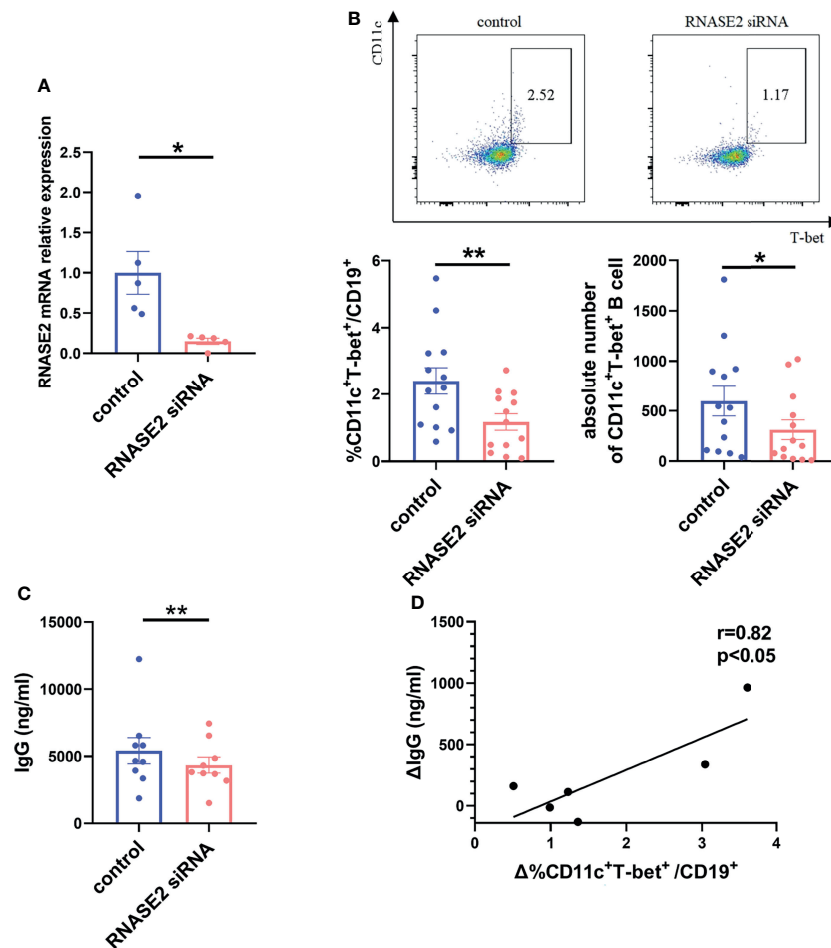 A
RNASE2 mRNA relative expression
2.5
2.0
1.5
1.0
0.5
0.0
*
control
RNASE2 siRNA
B
control
RNASE2 siRNA
CD11c
2.52
1.17
T-bet
%CD11c⁺T-bet⁺/CD19⁺
6
4
2
0
**
control
RNASE2 siRNA
absolute number
of CD11c⁺T-bet⁺ B cell
2000
1500
1000
500
0
*
control
RNASE2 siRNA
C
IgG (ng/ml)
15000
10000
5000
0
**
control
RNASE2 siRNA
D
ΔIgG (ng/ml)
1500
1000
500
0
r=0.82
p<0.05
0 1 2 3 4
Δ%CD11c⁺T-bet⁺ /CD19⁺